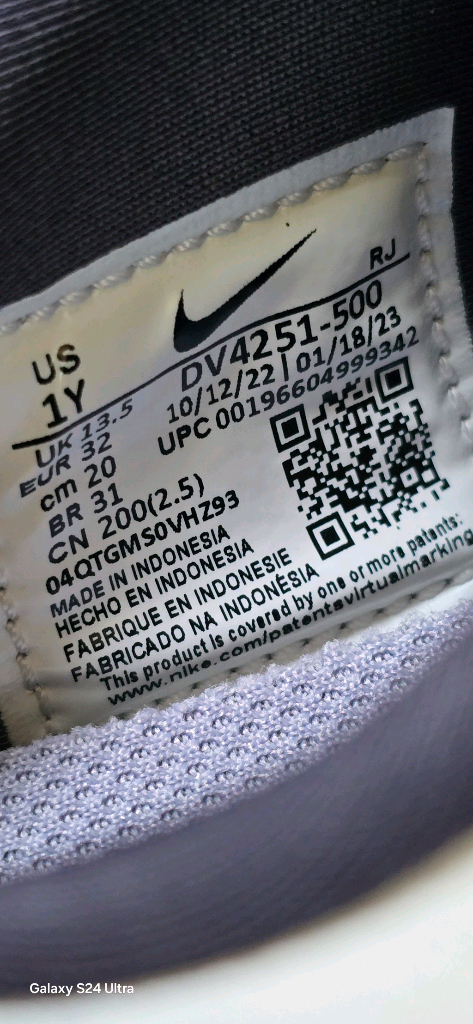 RJ
US
1Y
DV4251-500
10/12/22 | 01/18/23
UPC 00196604999342
UK 13.5
EUR 32
cm 20
BR 31
CN 200(2.5)
04QTGMS0VHZ93
MADE IN INDONESIA
HECHO EN INDONESIA
FABRIQUE EN INDONESIE
FABRICADO NA INDONÉSIA
This product is covered by one or more patents:
www.nike.com/patentsvirtualmarking
Galaxy S24 Ultra